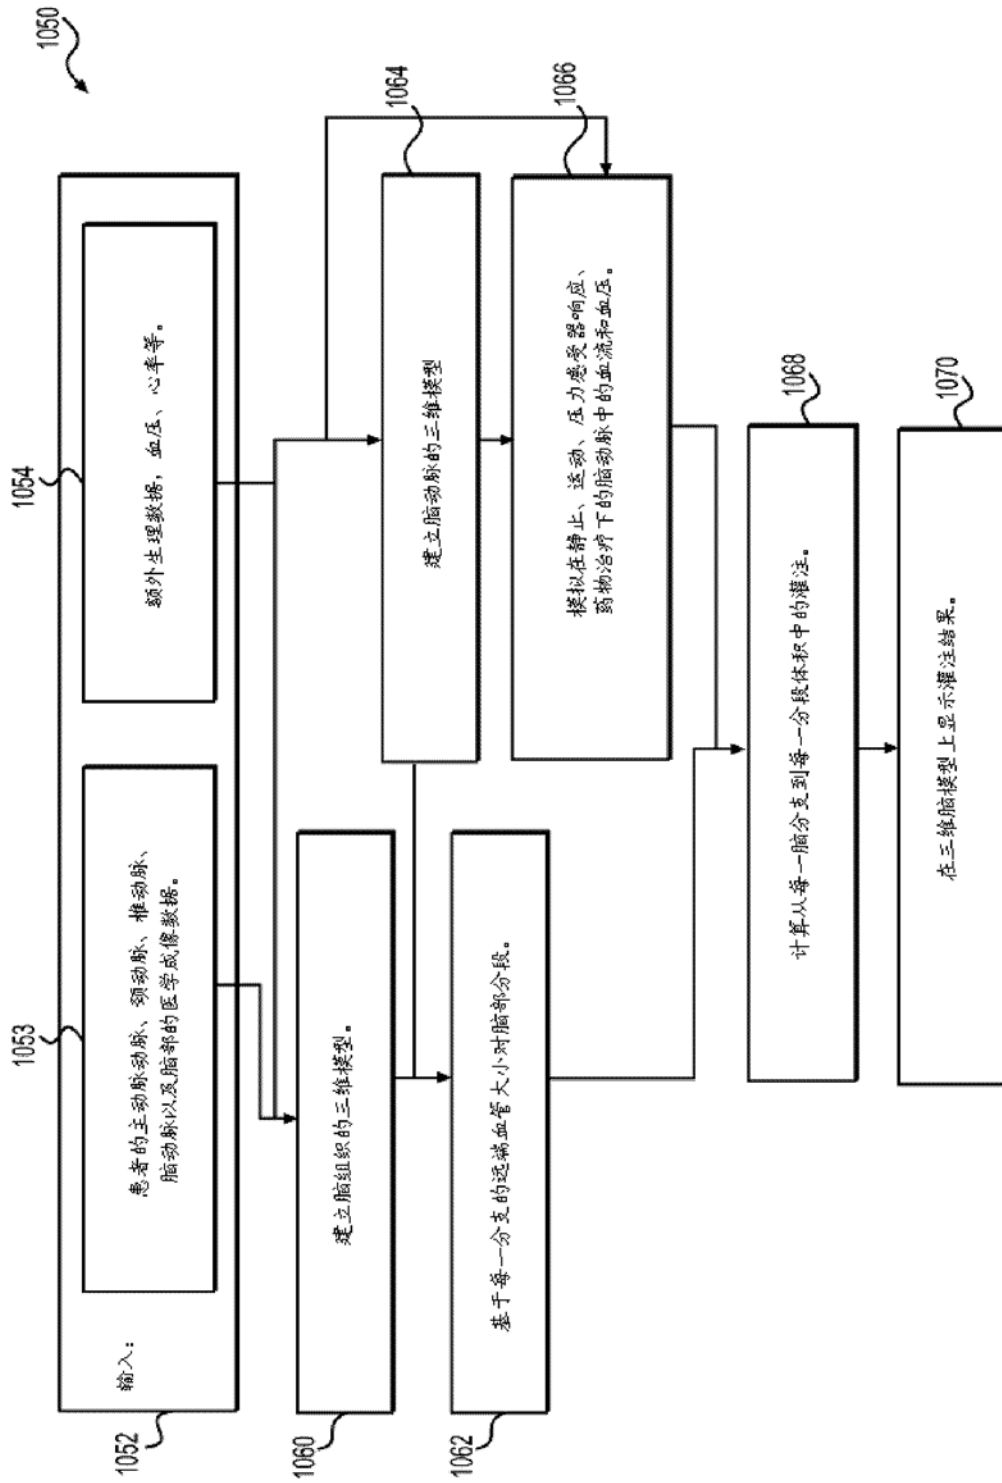 1050
输入:
1052
1053
患者的主动脉动脉、颈动脉、椎动脉、
脑动脉以及脑部的医学成像数据。
1054
额外生理数据，血压、心率等。
1060
建立脑组织的三维模型。
1064
建立脑动脉的三维模型
1062
基于每一分支的远端血管大小对脑部分段。
1066
模拟在静止、运动、压力感受器响应、
药物治疗下的脑动脉中的血流和血压。
1068
计算从每一脑分支到每一分段体积中的灌注。
1070
在三维脑模型上显示灌注结果。